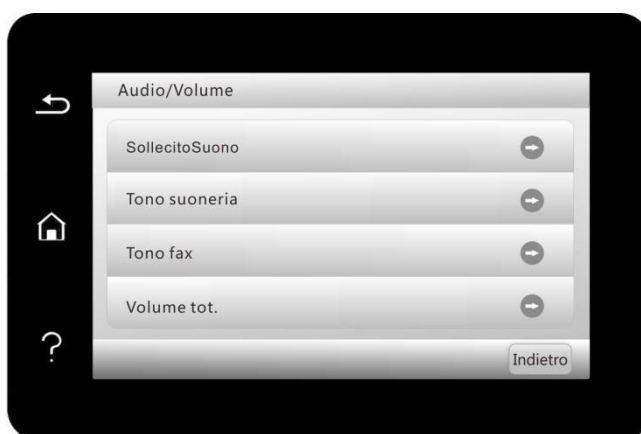 Audio/Volume
SollecitoSuono
Tono suoneria
Tono fax
Volume tot.
?
Indietro